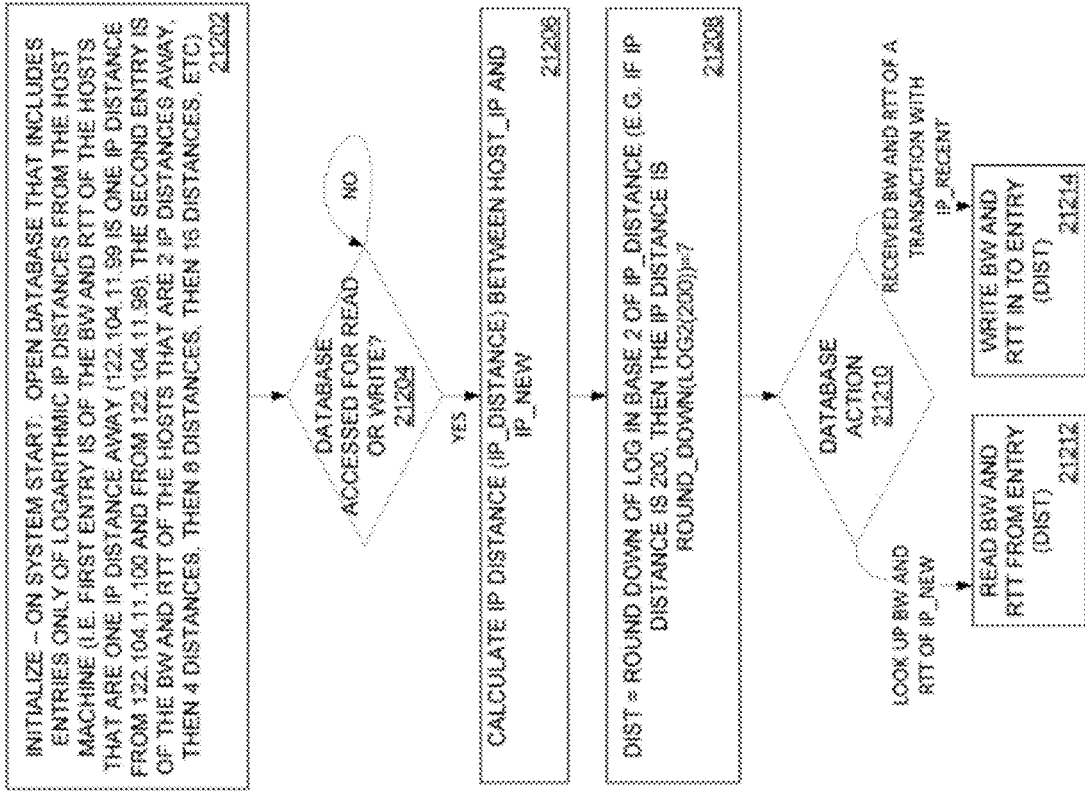 INITIALIZE – ON SYSTEM START. OPEN DATABASE THAT INCLUDES
ENTRIES ONLY OF LOGARITHMIC IP DISTANCES FROM THE HOST
MACHINE (I.E. FIRST ENTRY IS OF THE BW AND RTT OF THE HOSTS
THAT ARE ONE IP DISTANCE AWAY (122.104.11.99 IS ONE IP DISTANCE
FROM 122.104.11.100 AND FROM 122.104.11.98). THE SECOND ENTRY IS
OF THE BW AND RTT OF THE HOSTS THAT ARE 2 IP DISTANCES AWAY,
THEN 4 DISTANCES, THEN 8 DISTANCES, THEN 16 DISTANCES, ETC)
21202
DATABASE
ACCESSED FOR READ
OR WRITE?
21204
NO
YES
CALCULATE IP DISTANCE (IP_DISTANCE) BETWEEN HOST_IP AND
IP_NEW
21206
DIST = ROUND DOWN OF LOG IN BASE 2 OF IP_DISTANCE (E.G. IF IP
DISTANCE IS 200, THEN THE IP DISTANCE IS
ROUND_DOWN(LOG2(200))=7
21208
DATABASE
ACTION
21210
LOOK UP BW AND
RTT OF IP_NEW
RECEIVED BW AND RTT OF A
TRANSACTION WITH
IP_RECENT
READ BW AND
RTT FROM ENTRY
(DIST)
21212
WRITE BW AND
RTT IN TO ENTRY
(DIST)
21214